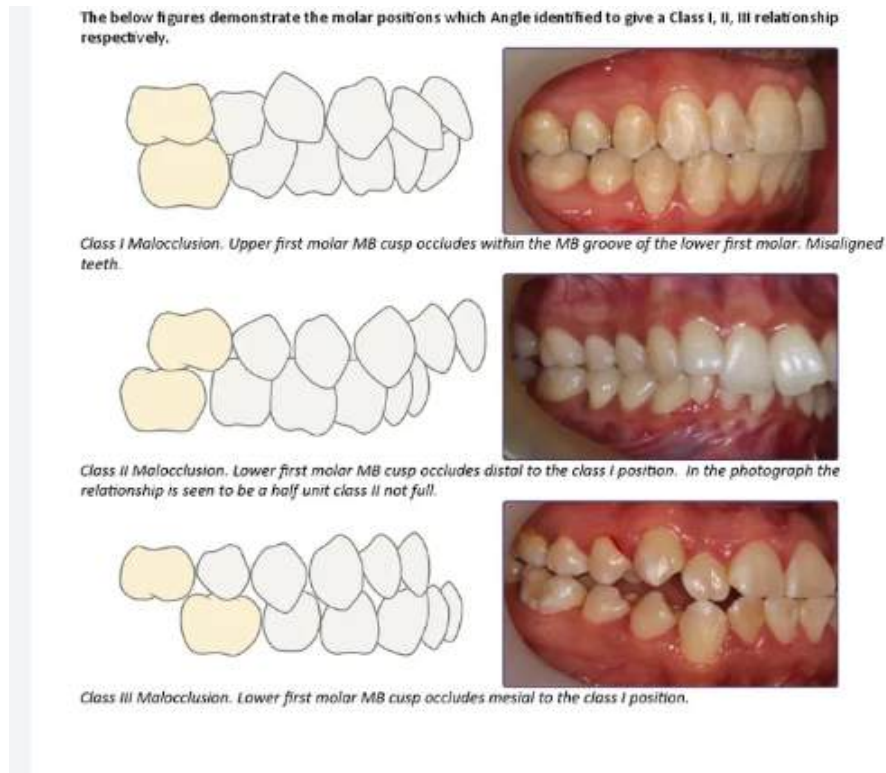 The below figures demonstrate the molar positions which Angle identified to give a Class I, II, III relationship
respectively.
Class I Malocclusion. Upper first molar MB cusp occludes within the MB groove of the lower first molar. Misaligned
teeth.
Class II Malocclusion. Lower first molar MB cusp occludes distal to the class I position. In the photograph the
relationship is seen to be a half unit class II not full.
Class III Malocclusion. Lower first molar MB cusp occludes mesial to the class I position.